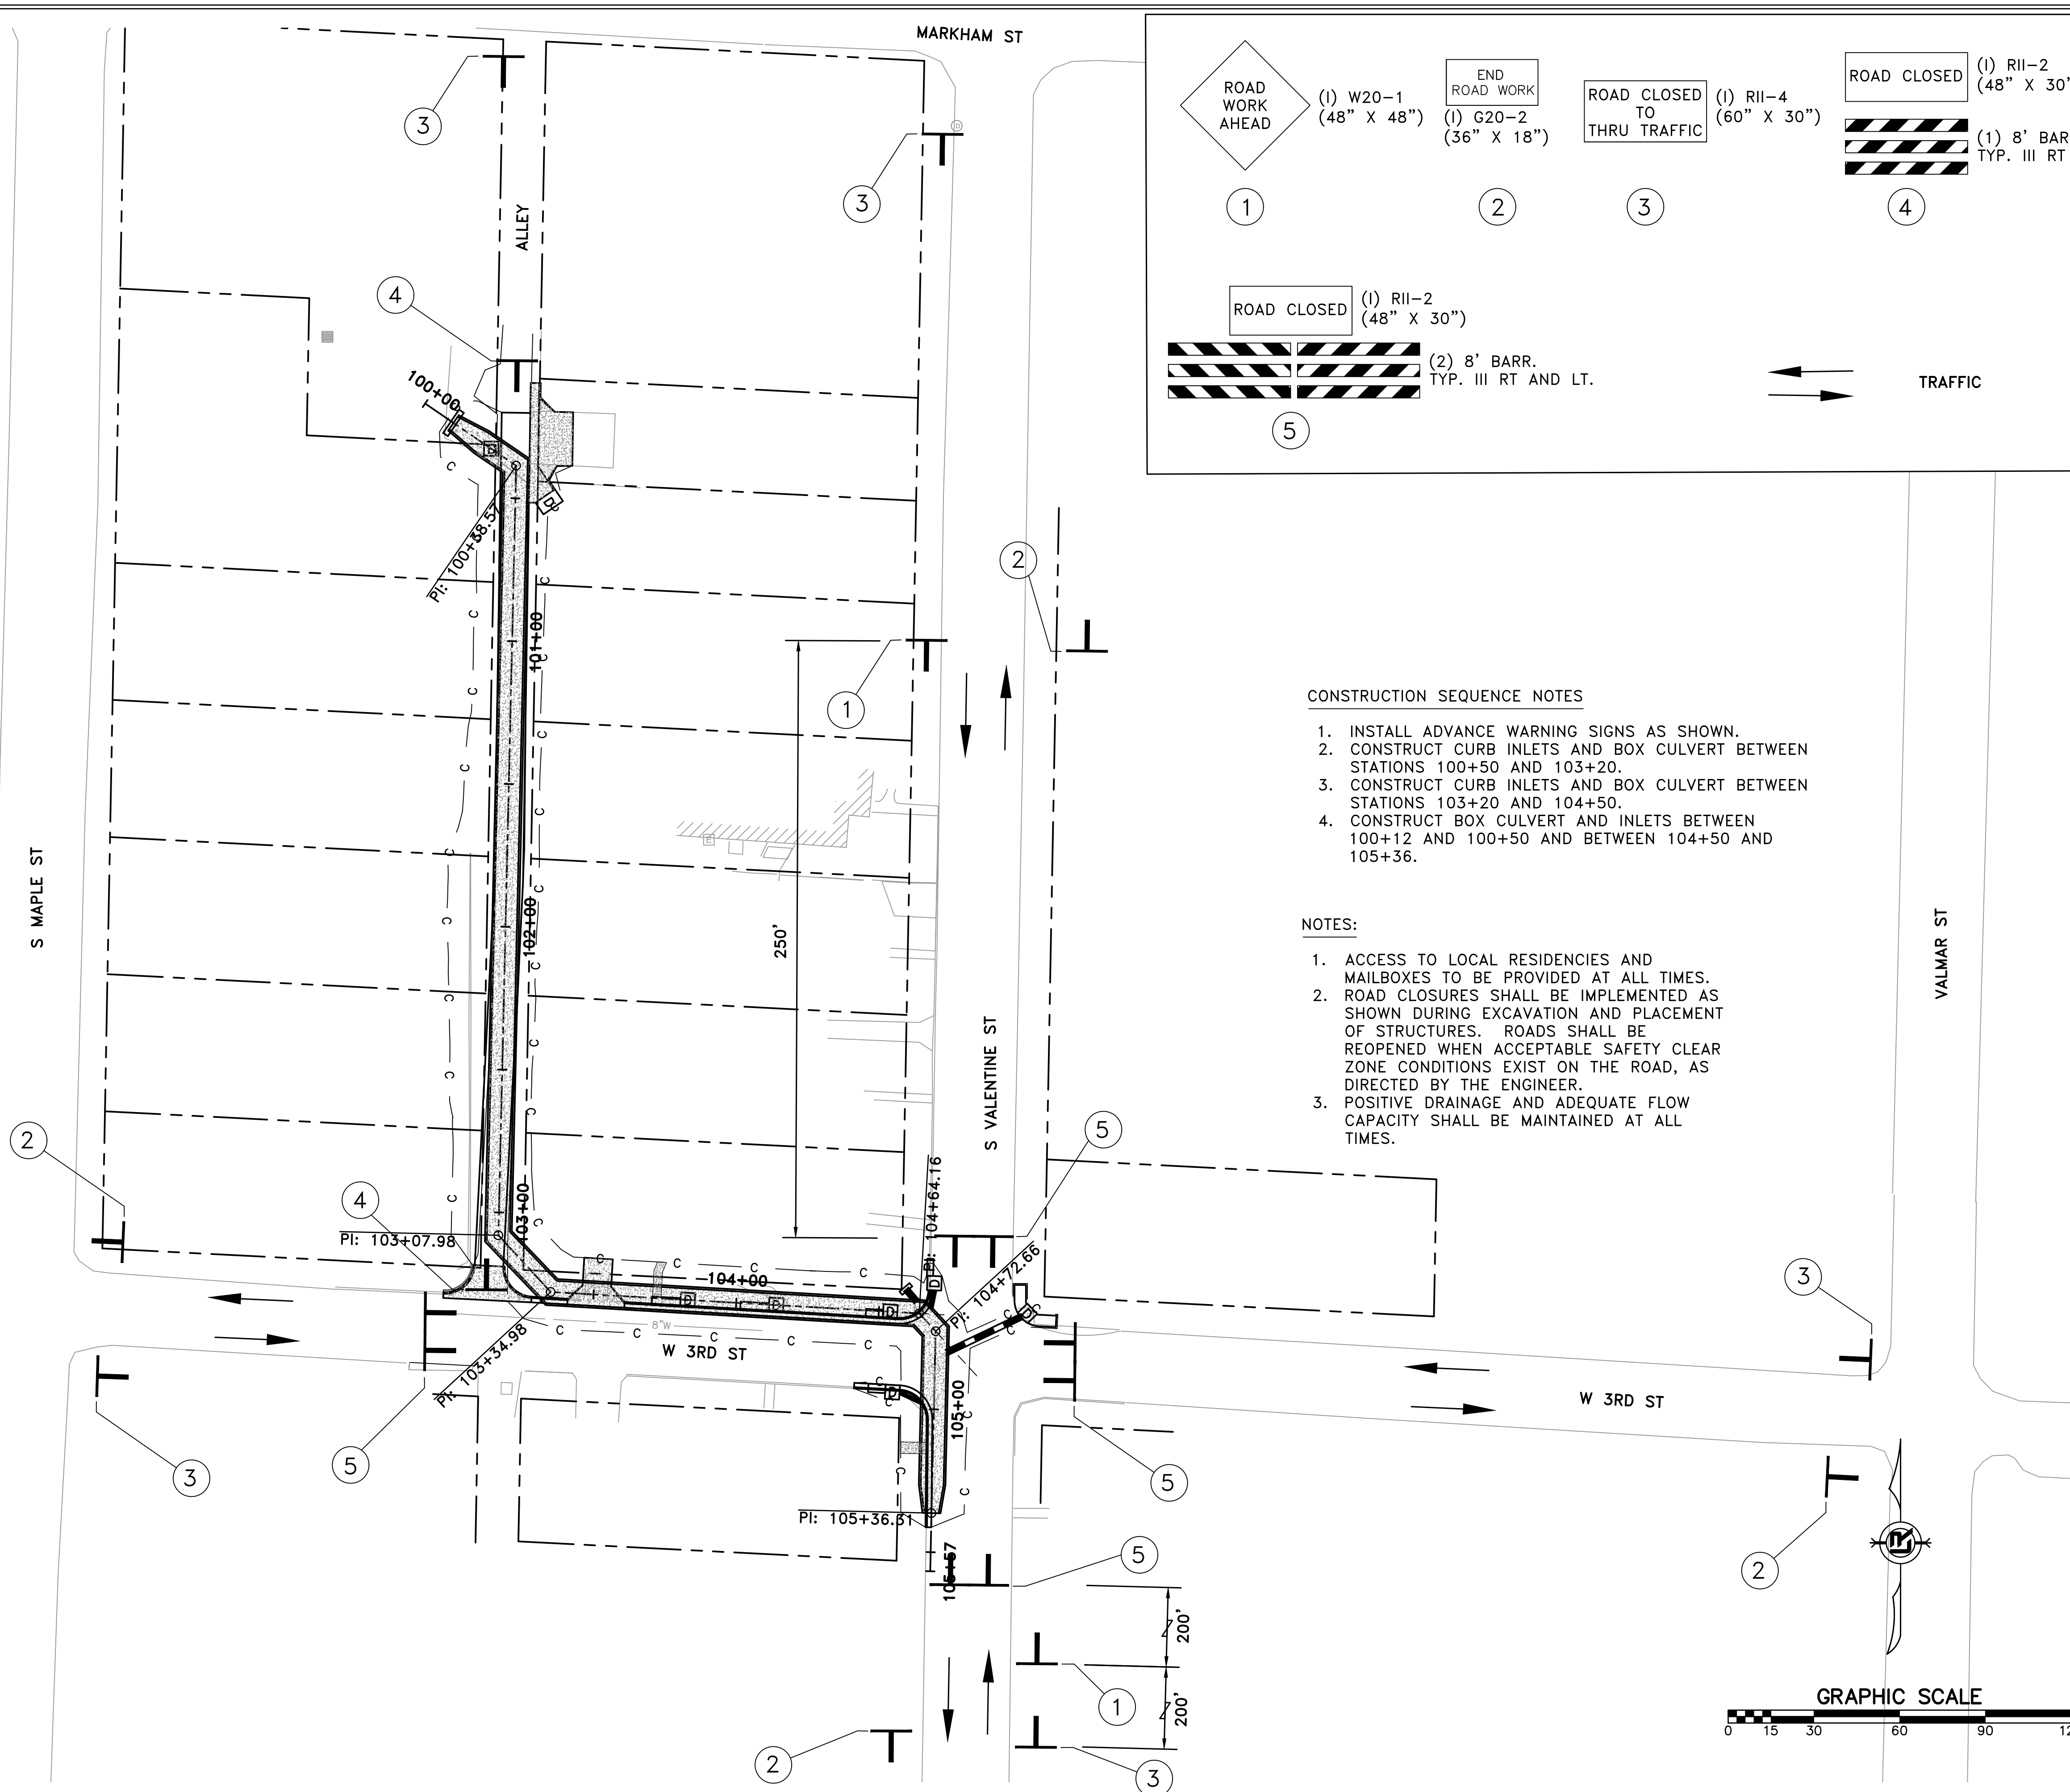 MARKHAM ST
ROAD
WORK
AHEAD
(I) W20-1
(48" X 48")
1
END
ROAD WORK
(I) G20-2
(36" X 18")
2
ROAD CLOSED
TO
THRU TRAFFIC
(I) RII-4
(60" X 30")
3
ROAD CLOSED
(I) RII-2
(48" X 30"
(1) 8' BAR
TYP. III RT
4
ROAD CLOSED
(I) RII-2
(48" X 30")
(2) 8' BARR.
TYP. III RT AND LT.
5
TRAFFIC
3
3
ALLEY
4
100+00
D
D
PI: 100+38.57
2
101+00
1
CONSTRUCTION SEQUENCE NOTES
1. INSTALL ADVANCE WARNING SIGNS AS SHOWN.
2. CONSTRUCT CURB INLETS AND BOX CULVERT BETWEEN
STATIONS 100+50 AND 103+20.
3. CONSTRUCT CURB INLETS AND BOX CULVERT BETWEEN
STATIONS 103+20 AND 104+50.
4. CONSTRUCT BOX CULVERT AND INLETS BETWEEN
100+12 AND 100+50 AND BETWEEN 104+50 AND
105+36.
S MAPLE ST
102+00
250'
E
NOTES:
1. ACCESS TO LOCAL RESIDENCIES AND
MAILBOXES TO BE PROVIDED AT ALL TIMES.
2. ROAD CLOSURES SHALL BE IMPLEMENTED AS
SHOWN DURING EXCAVATION AND PLACEMENT
OF STRUCTURES. ROADS SHALL BE
REOPENED WHEN ACCEPTABLE SAFETY CLEAR
ZONE CONDITIONS EXIST ON THE ROAD, AS
DIRECTED BY THE ENGINEER.
3. POSITIVE DRAINAGE AND ADEQUATE FLOW
CAPACITY SHALL BE MAINTAINED AT ALL
TIMES.
VALMAR ST
S VALENTINE ST
2
4
5
103+00
PI: 103+07.98
PI: 104+64.16
PI: 104+72.66
104+00
D
D
D
D
D
3
8"W
W 3RD ST
PI: 103+34.98
D
105+00
W 3RD ST
3
5
5
PI: 105+36.31
105+57
5
2
200'
1
200'
2
3
GRAPHIC SCALE
0 15 30 60 90 12